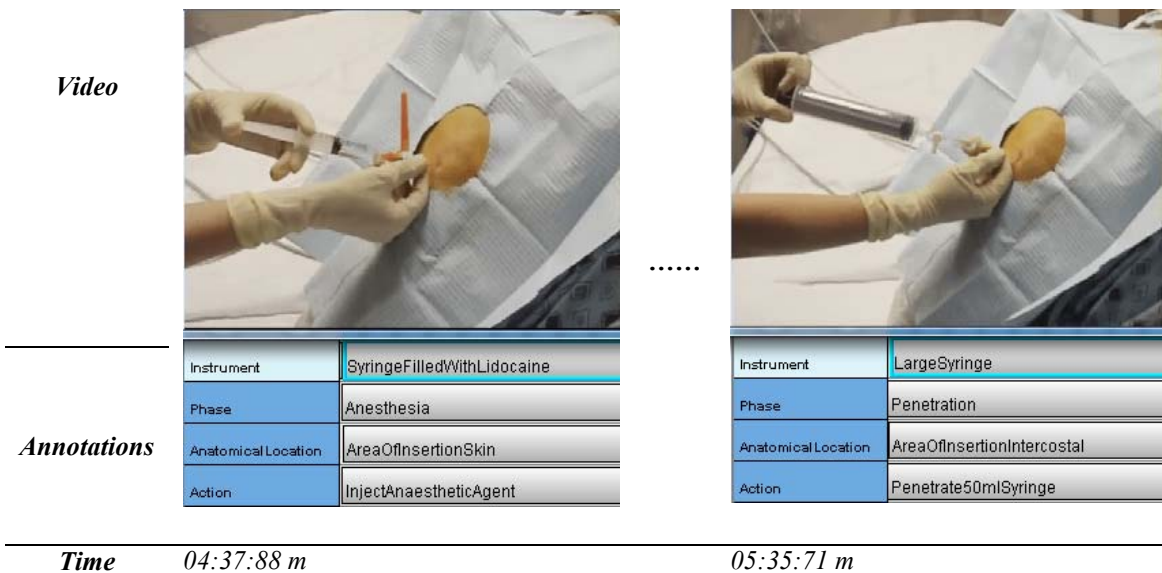 Video
......
Instrument SyringeFilledWithLidocaine
Phase Anesthesia
Anatomical Location AreaOfInsertionSkin
Action InjectAnaestheticAgent
Instrument LargeSyringe
Phase Penetration
Anatomical Location AreaOfInsertionIntercostal
Action Penetrate50mlSyringe
Annotations
Time 04:37:88 m 05:35:71 m